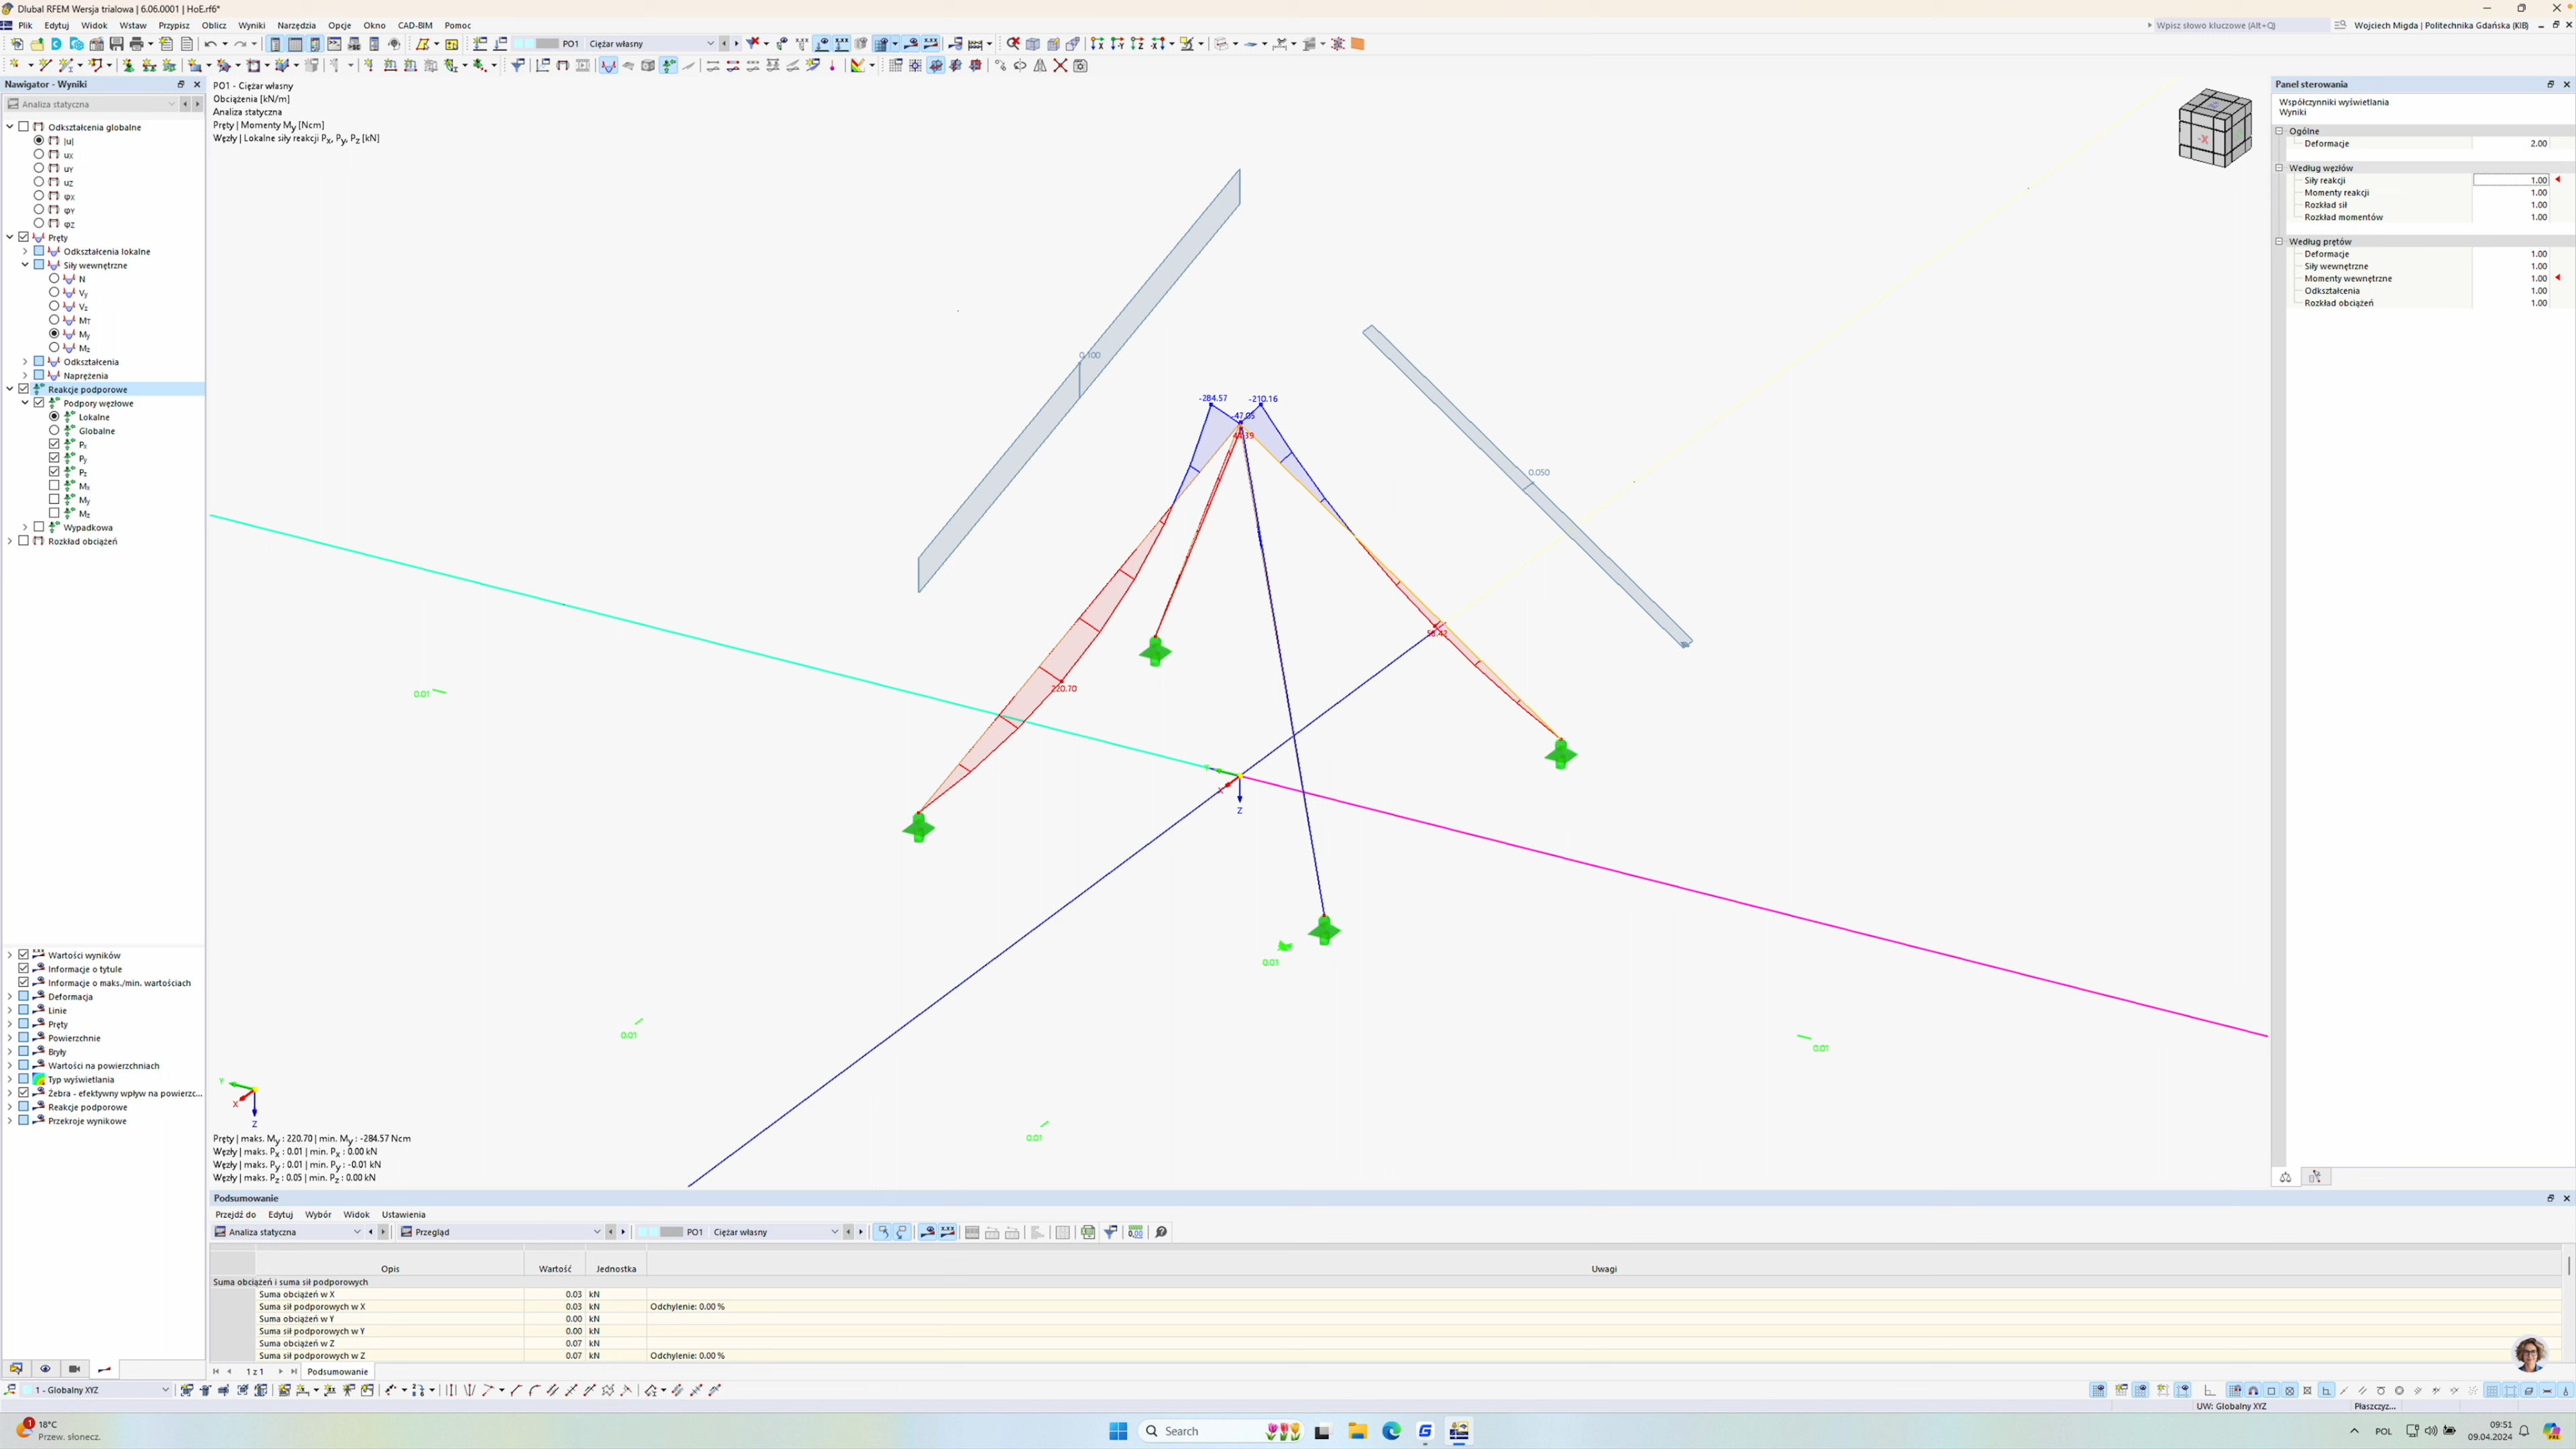 Dlubal RFEM Wersja trialowa | 6.06.0001 | HoE.rf6*
Plik Edytuj Widok Wstaw Przypisz Oblicz Wyniki Narzędzia Opcje Okno CAD-BIM Pomoc
Wpisz słowo kluczowe (Alt+Q)
Wojciech Migda | Politechnika Gdańska (KIB)
PO1 Ciężar własny
Nawigator - Wyniki
Analiza statyczna
Odkształcenia globalne
|u|
uX
uY
uZ
φX
φY
φZ
Pręty
Odkształcenia lokalne
Siły wewnętrzne
N
Vy
Vz
MT
My
Mz
Odkształcenia
Naprężenia
Reakcje podporowe
Podpory węzłowe
Lokalne
Globalne
Px
Py
Pz
Mx
My
Mz
Wypadkowa
Rozkład obciążeń
Wartości wyników
Informacje o tytule
Informacje o maks./min. wartościach
Deformacja
Linie
Pręty
Powierzchnie
Bryły
Wartości na powierzchniach
Typ wyświetlania
Żebra - efektywny wpływ na powierzc...
Reakcje podporowe
Przekroje wynikowe
PO1 - Ciężar własny
Obciążenia [kN/m]
Analiza statyczna
Pręty | Momenty My [Ncm]
Węzły | Lokalne siły reakcji Px, Py, Pz [kN]
-X
0.100
-284.57
-210.16
-47.05
0.050
220.70
0.01
Y
X
Z
0.01
0.01
0.01
0.01
Y
X
Z
Pręty | maks. My : 220.70 | min. My : -284.57 Ncm
Węzły | maks. Px : 0.01 | min. Px : 0.00 kN
Węzły | maks. Py : 0.01 | min. Py : -0.01 kN
Węzły | maks. Pz : 0.05 | min. Pz : 0.00 kN
Panel sterowania
Współczynniki wyświetlania
Wyniki
Ogólne
Deformacje 2.00
Według węzłów
Siły reakcji 1.00
Momenty reakcji 1.00
Rozkład sił 1.00
Rozkład momentów 1.00
Według prętów
Deformacje 1.00
Siły wewnętrzne 1.00
Momenty wewnętrzne 1.00
Odkształcenia 1.00
Rozkład obciążeń 1.00
Podsumowanie
Przejdź do Edytuj Wybór Widok Ustawienia
Analiza statyczna Przegląd PO1 Ciężar własny
Opis Wartość Jednostka Uwagi
Suma obciążeń i suma sił podporowych
Suma obciążeń w X 0.03 kN
Suma sił podporowych w X 0.03 kN Odchylenie: 0.00 %
Suma obciążeń w Y 0.00 kN
Suma sił podporowych w Y 0.00 kN
Suma obciążeń w Z 0.07 kN
Suma sił podporowych w Z 0.07 kN Odchylenie: 0.00 %
1 z 1 Podsumowanie
1 - Globalny XYZ
UW: Globalny XYZ Płaszczyz...
1
18°C
Przew. słonecz.
Search
POL
09:51
09.04.2024